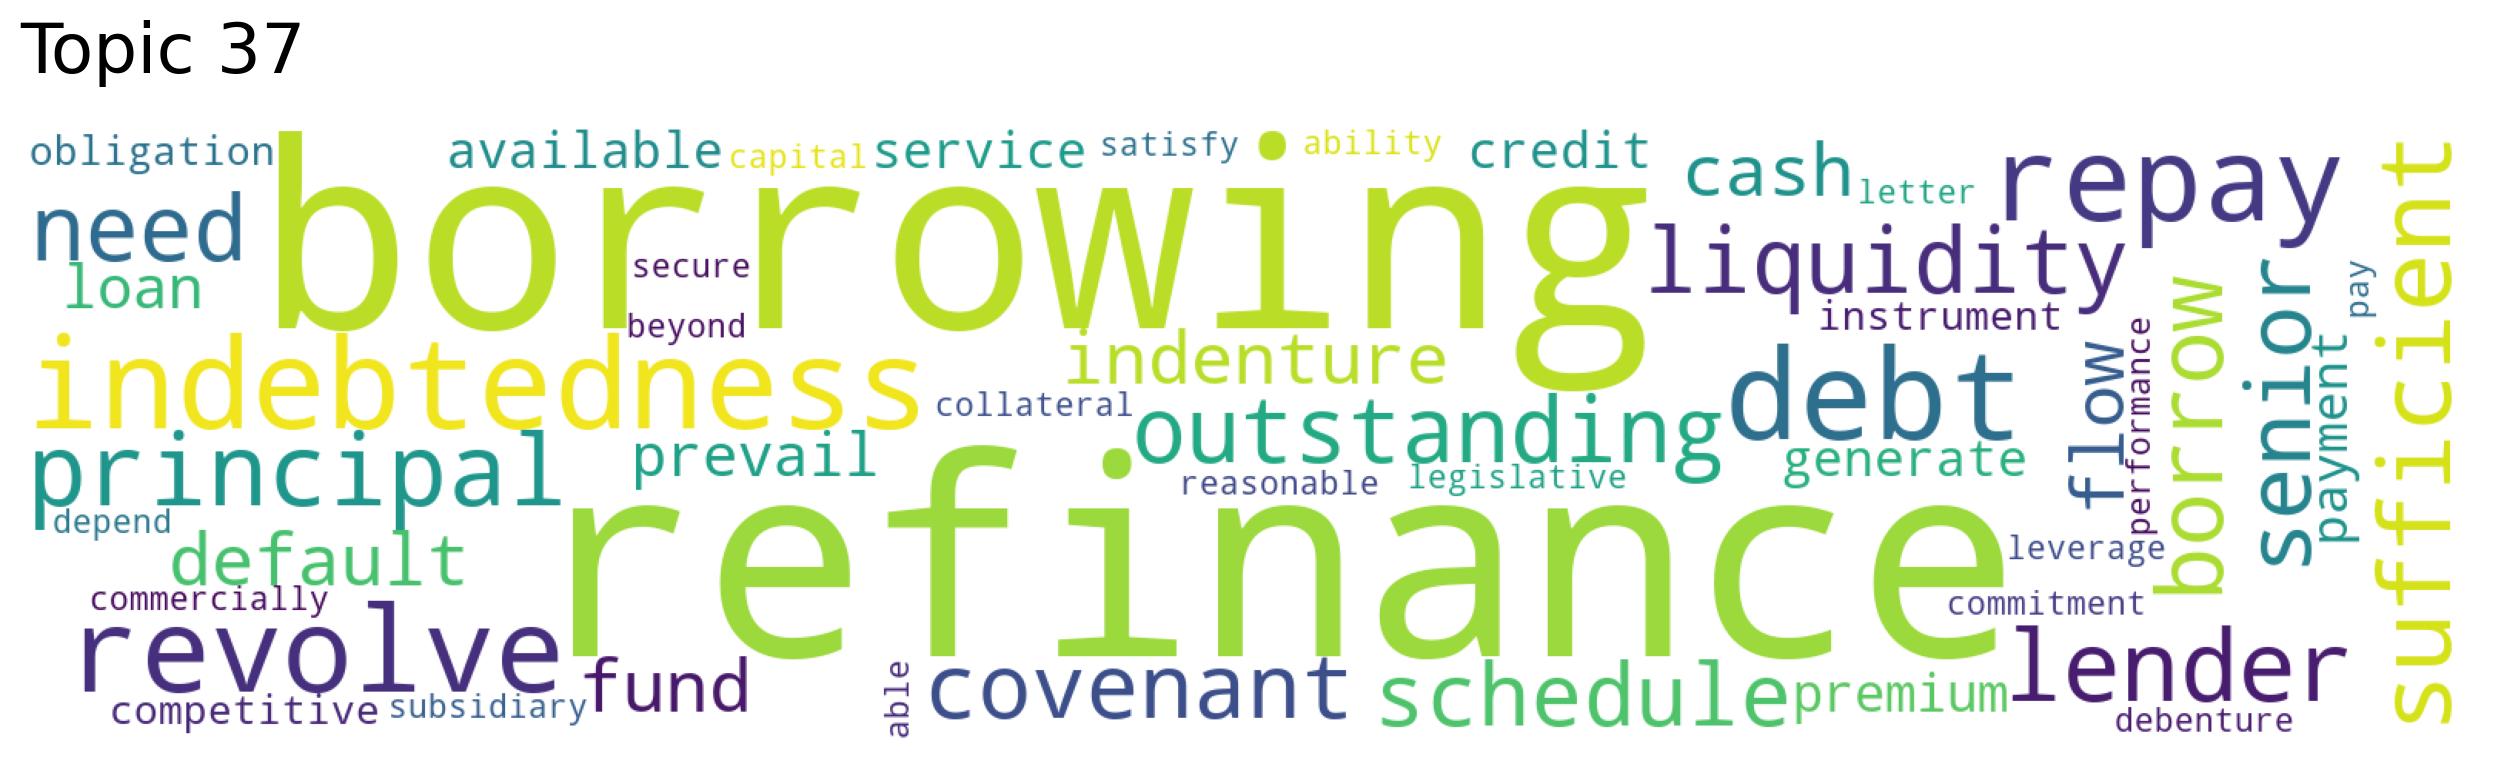 Topic 37
obligation
available
capital
service
satisfy
ability
credit
cash
letter
repay
need
borrowing
loan
secure
beyond
liquidity
instrument
indebtedness
indenture
collateral
outstanding
debt
flow
performance
borrow
senior
payment
pay
sufficient
principal
prevail
reasonable
legislative
generate
depend
default
refinance
leverage
commercially
commitment
revolve
fund
able
covenant
schedule
premium
lender
competitive
subsidiary
debenture